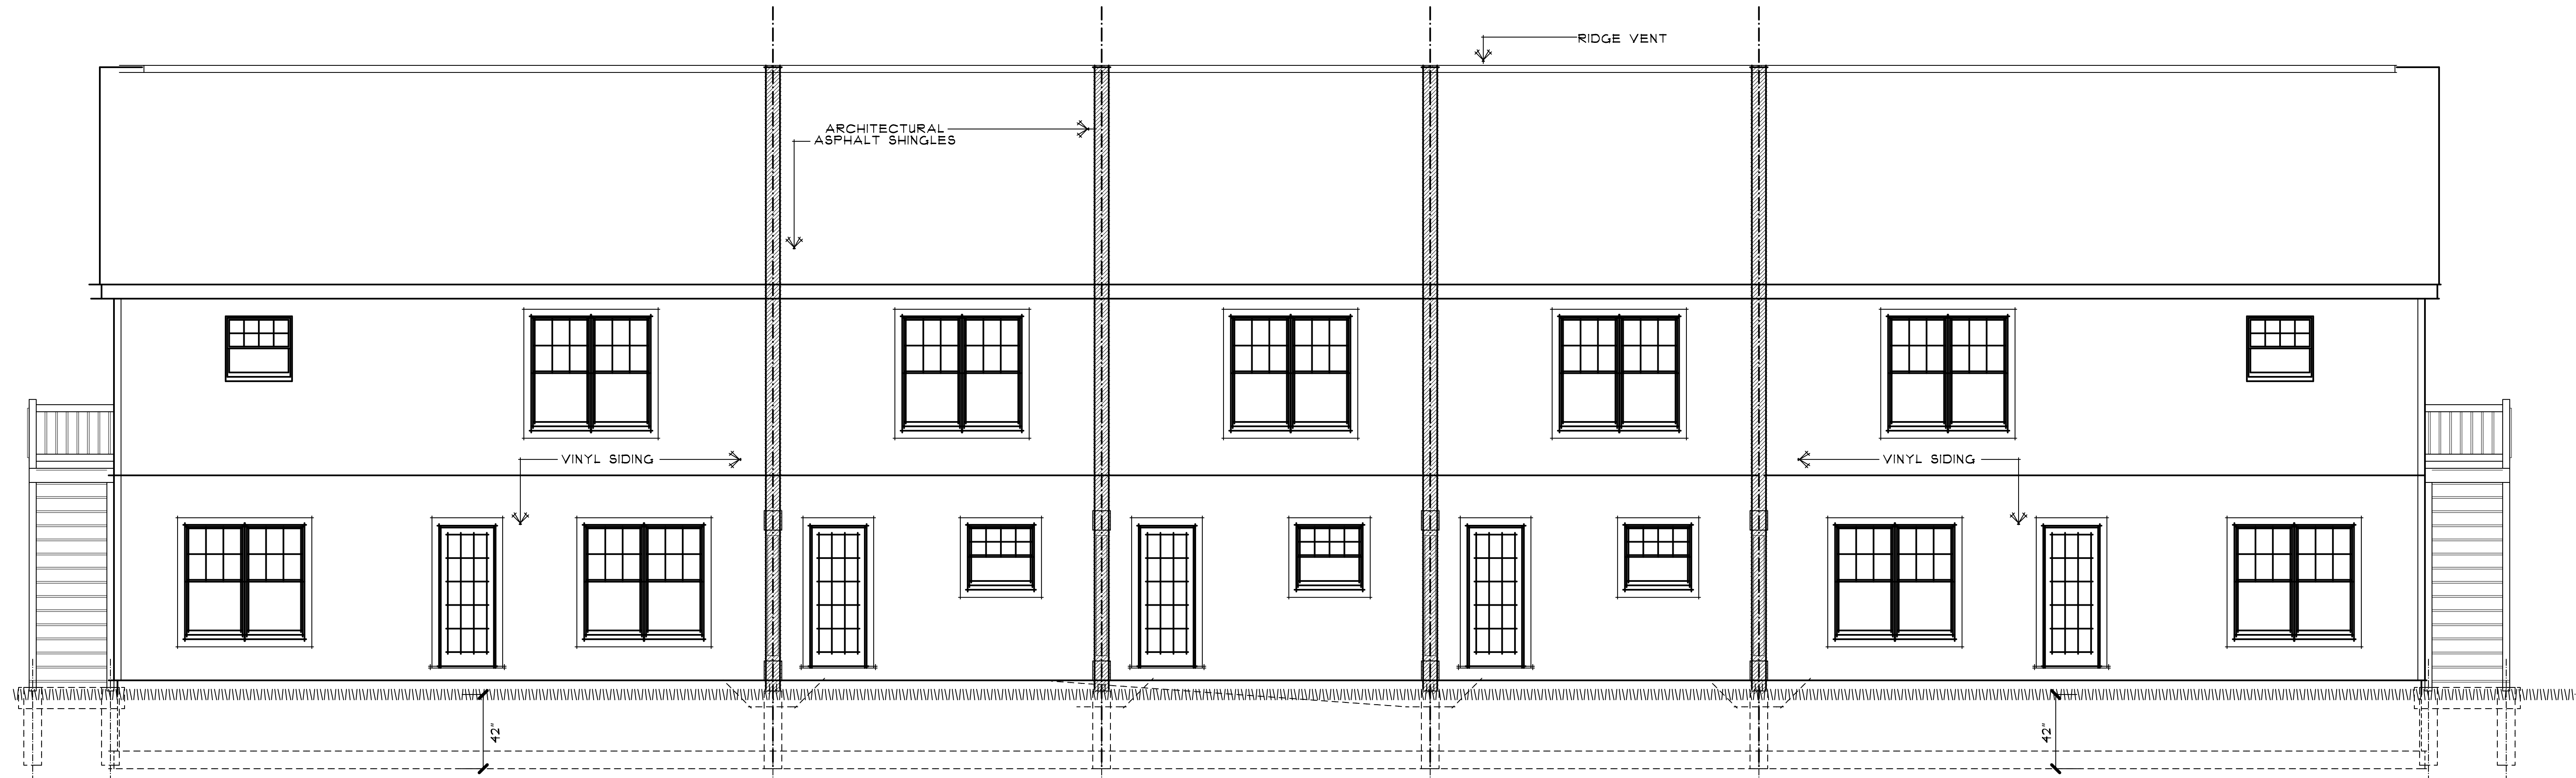 RIDGE VENT
ARCHITECTURAL
ASPHALT SHINGLES
VINYL SIDING
VINYL SIDING
42"
42"